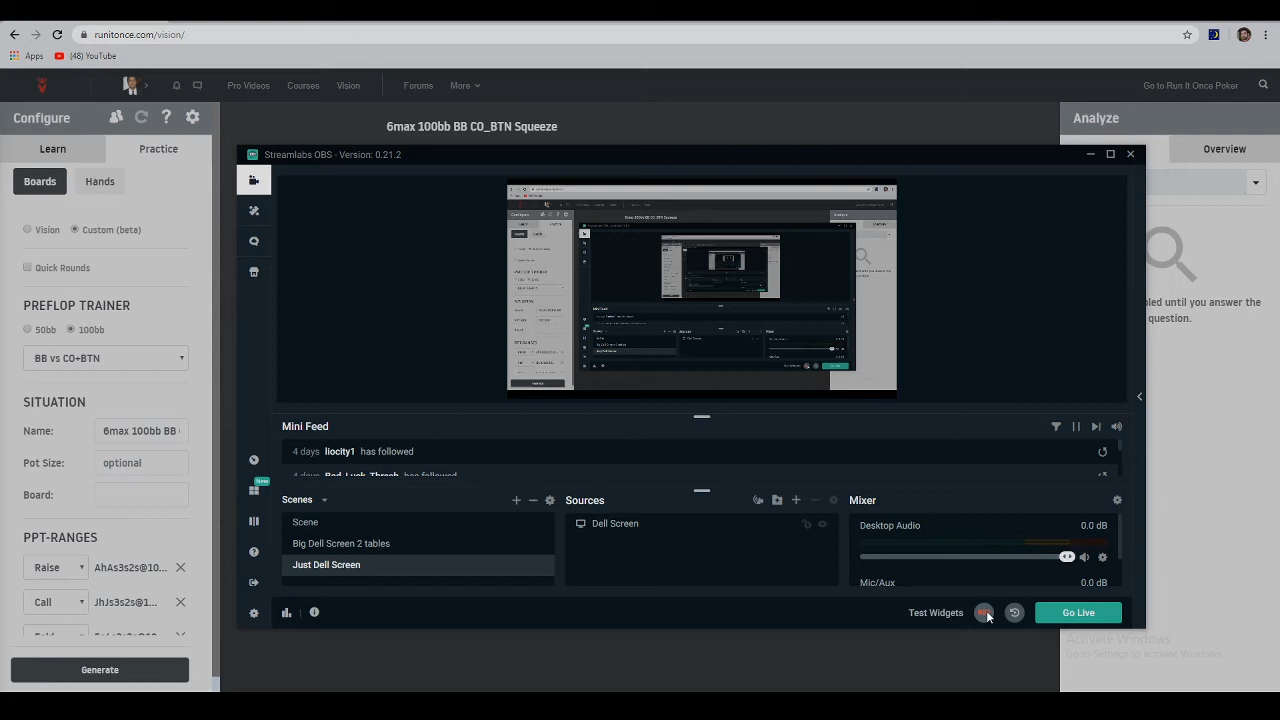 runitonce.com/vision/
Apps
(48) YouTube
Pro Videos
Courses
Vision
Forums
More
Go to Run It Once Poker
Configure
Learn
Practice
Boards
Hands
Vision
Custom (beta)
Quick Rounds
PREFLOP TRAINER
50bb
100bb
BB vs CO+BTN
SITUATION
Name:
6max 100bb BB
Pot Size:
optional
Board:
PPT-RANGES
Raise
AhAs3s2s@10...
Call
JhJs3s2s@1...
Generate
6max 100bb BB CO_BTN Squeeze
Streamlabs OBS - Version: 0.21.2
Mini Feed
4 days liocity1 has followed
4 days Bad_Luck_Throph has followed
New
Scenes
Scene
Big Dell Screen 2 tables
Just Dell Screen
Sources
Dell Screen
Mixer
Desktop Audio
0.0 dB
Mic/Aux
0.0 dB
Test Widgets
Go Live
Analyze
Overview
until you answer the
question.
Activate Windows
Go to Settings to activate Windows.